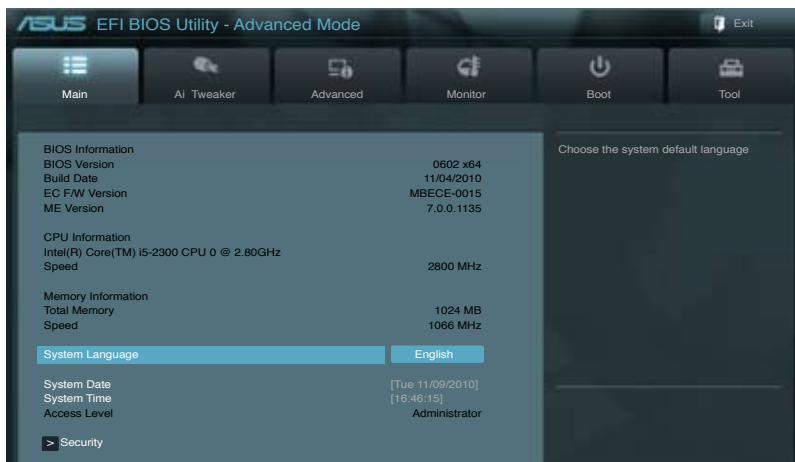 ASUS EFI BIOS Utility - Advanced Mode
Exit
Main
Ai Tweaker
Advanced
Monitor
Boot
Tool
BIOS Information
BIOS Version 0602 x64
Build Date 11/04/2010
EC F/W Version MBECE-0015
ME Version 7.0.0.1135
CPU Information
Intel(R) Core(TM) i5-2300 CPU 0 @ 2.80GHz
Speed 2800 MHz
Memory Information
Total Memory 1024 MB
Speed 1066 MHz
System Language English
System Date [Tue 11/09/2010]
System Time [16:46:15]
Access Level Administrator
> Security
Choose the system default language